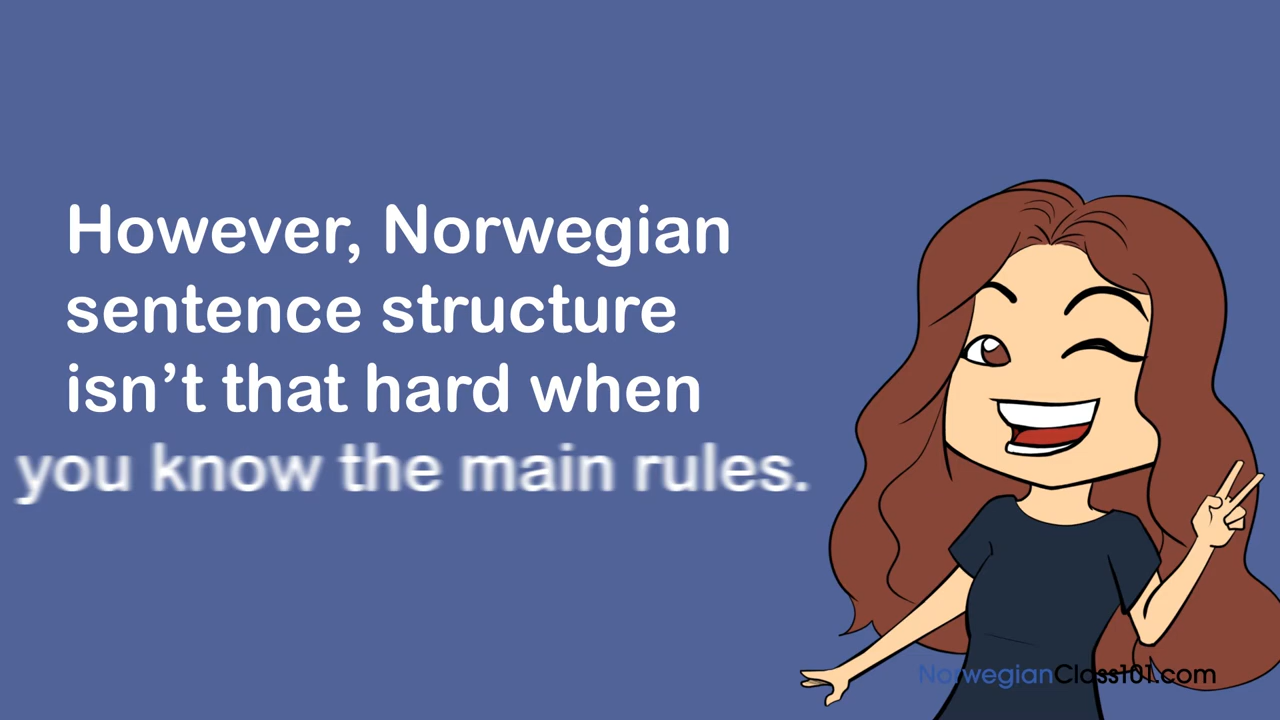 However, Norwegian
sentence structure
isn’t that hard when
you know the main rules.
NorwegianClass101.com